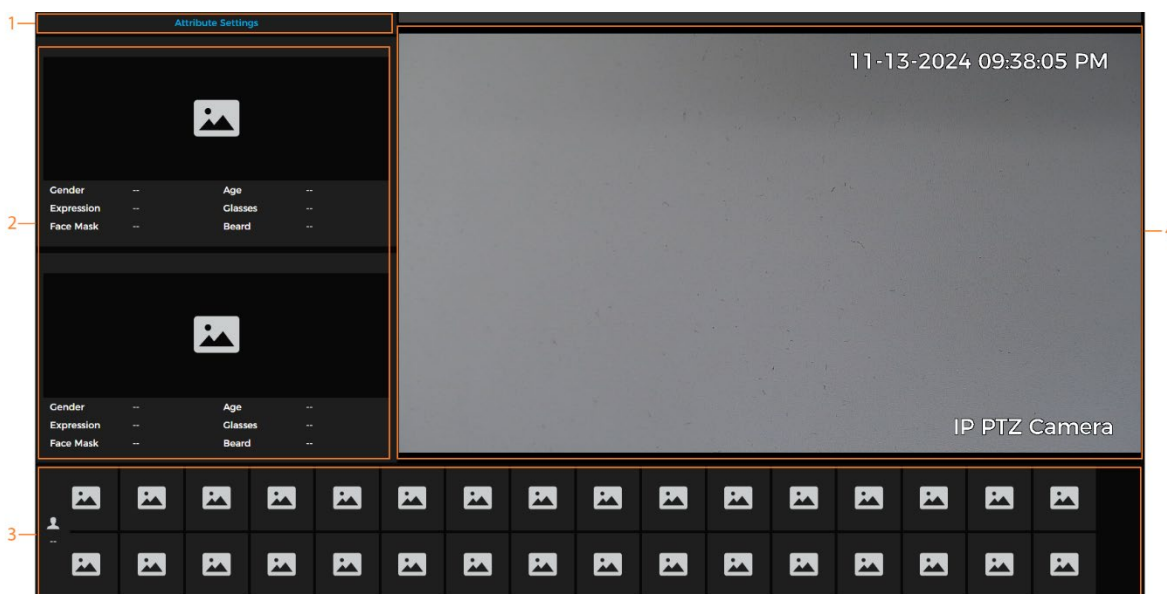 1
Attribute Settings
11-13-2024 09:38:05 PM
2
Gender -- Age --
Expression -- Glasses --
Face Mask -- Beard --
Gender -- Age --
Expression -- Glasses --
Face Mask -- Beard --
IP PTZ Camera
4
3
--